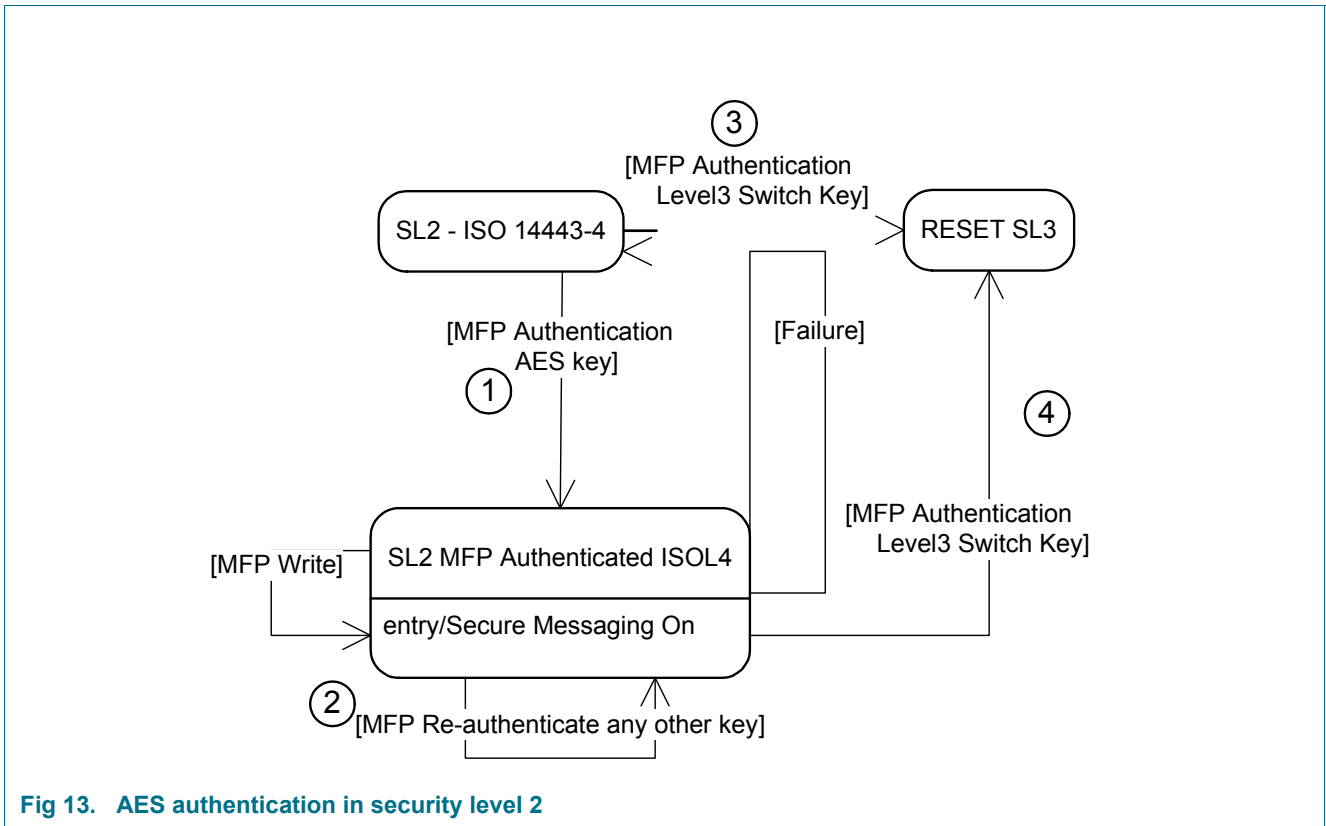 3
[MFP Authentication
Level3 Switch Key]
SL2 - ISO 14443-4
RESET SL3
[MFP Authentication
AES key]
1
[Failure]
4
[MFP Authentication
Level3 Switch Key]
SL2 MFP Authenticated ISOL4
[MFP Write]
entry/Secure Messaging On
2
[MFP Re-authenticate any other key]
Fig 13. AES authentication in security level 2